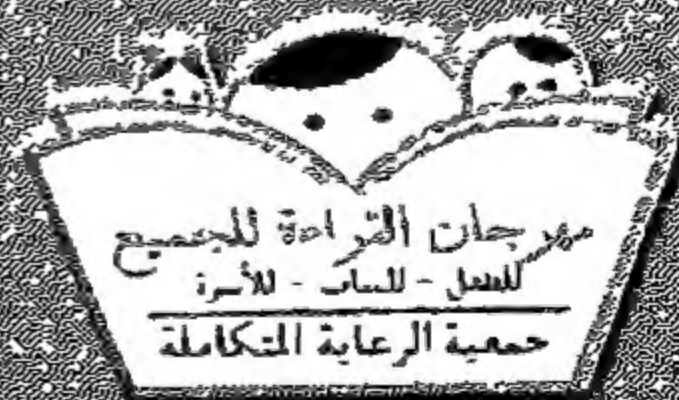 مهرجان القراءة للجميع
للطفل - للشباب - للأسرة
جمعية الرعاية المتكاملة